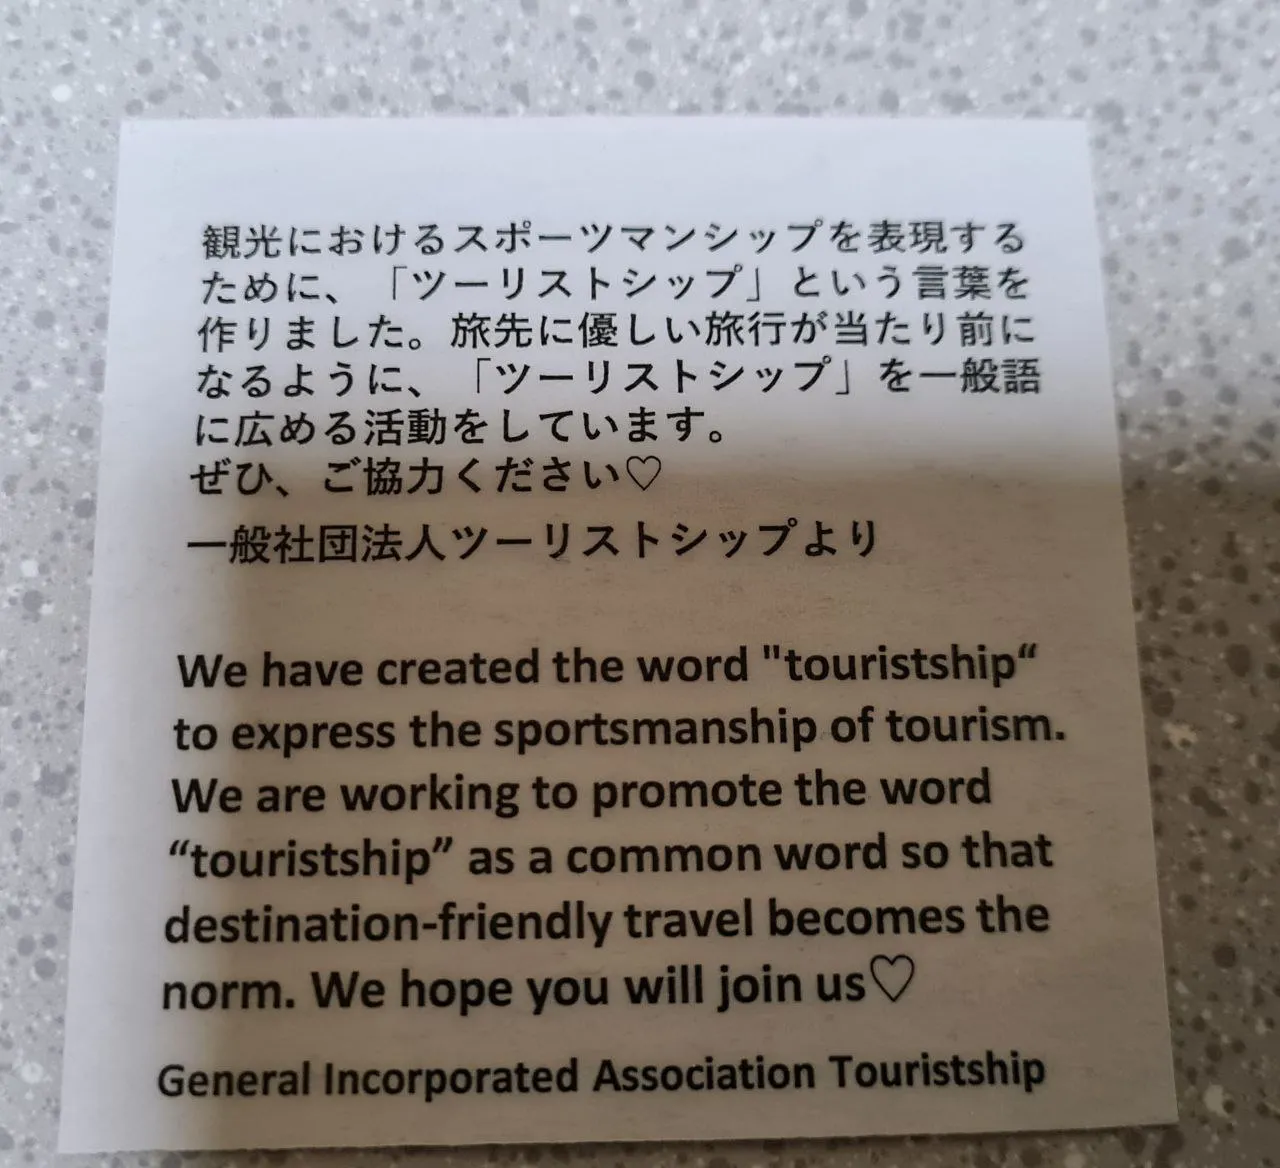 観光におけるスポーツマンシップを表現する
ために、「ツーリストシップ」という言葉を
作りました。旅先に優しい旅行が当たり前に
なるように、「ツーリストシップ」を一般語
に広める活動をしています。
ぜひ、ご協力ください♡
一般社団法人ツーリストシップより
We have created the word "touristship“
to express the sportsmanship of tourism.
We are working to promote the word
“touristship” as a common word so that
destination-friendly travel becomes the
norm. We hope you will join us♡
General Incorporated Association Touristship